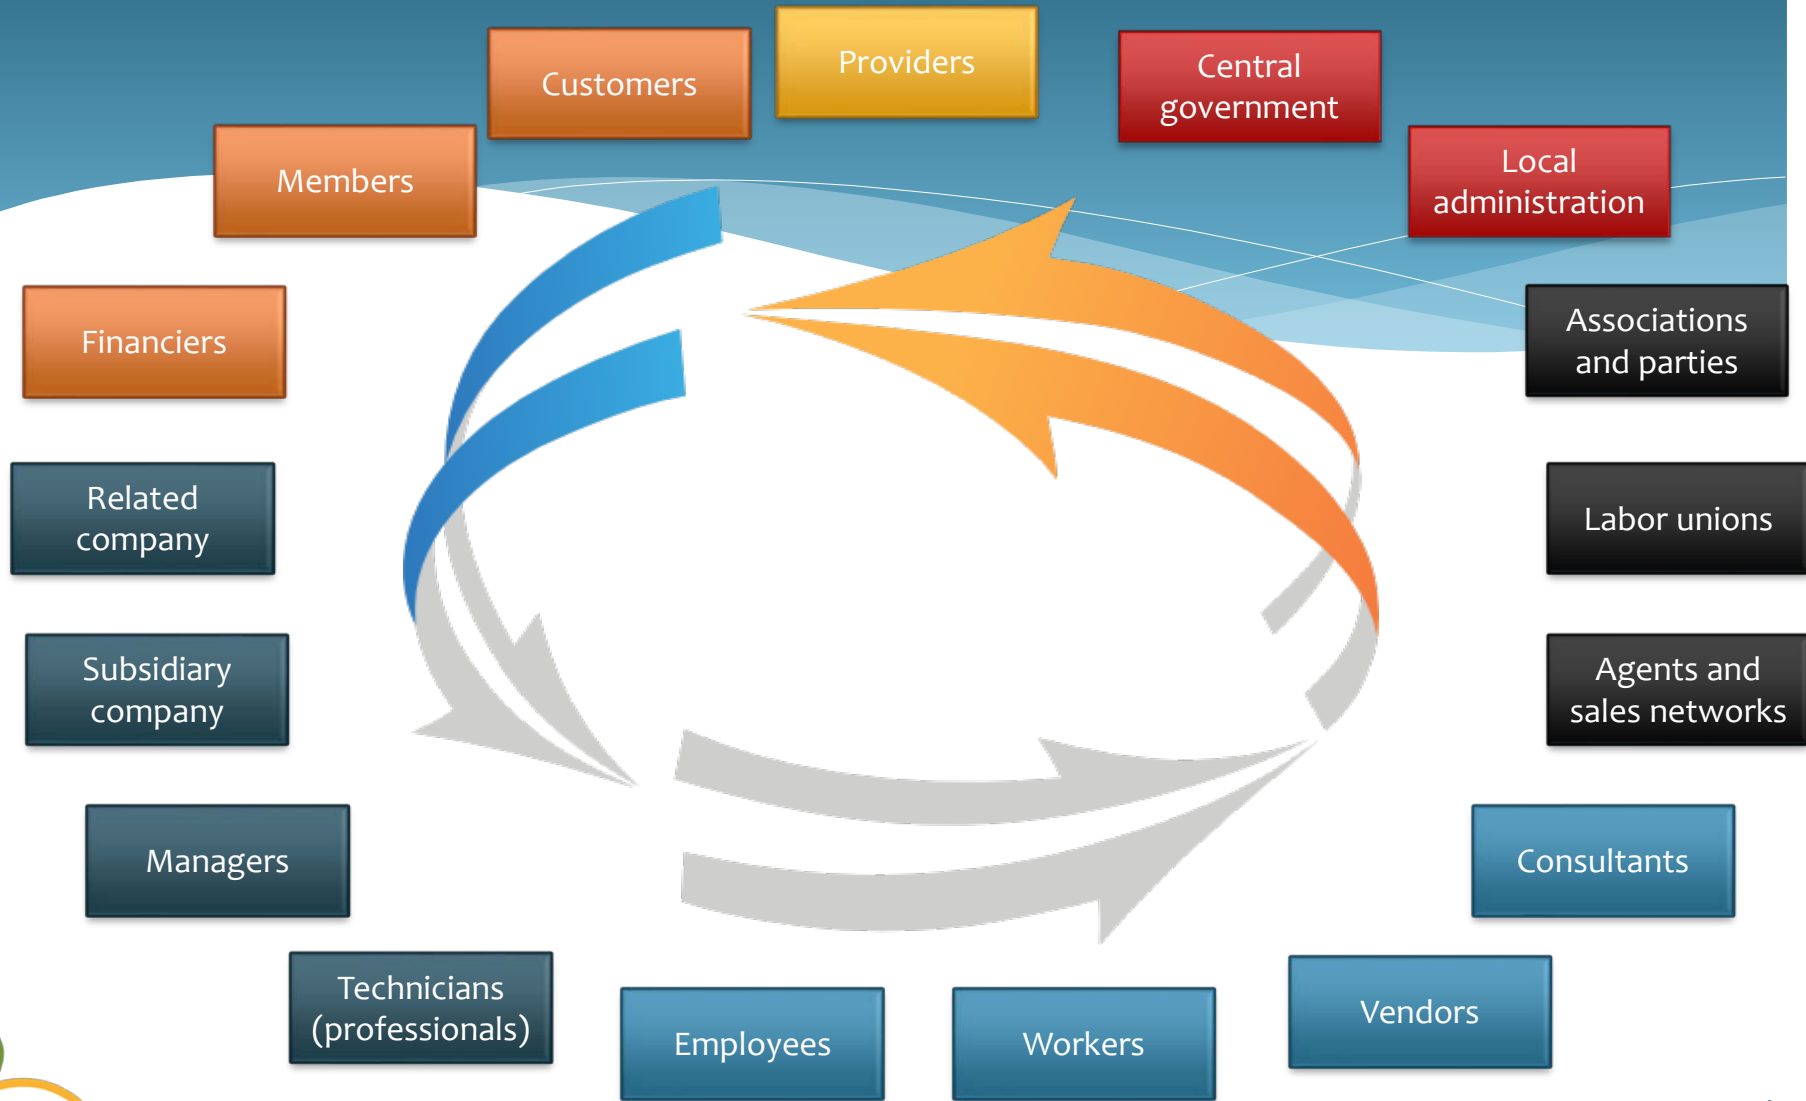 Providers
Customers
Central
government
Members
Local
administration
Financiers
Associations
and parties
Related
company
Labor unions
Subsidiary
company
Agents and
sales networks
Managers
Consultants
Technicians
(professionals)
Employees
Workers
Vendors